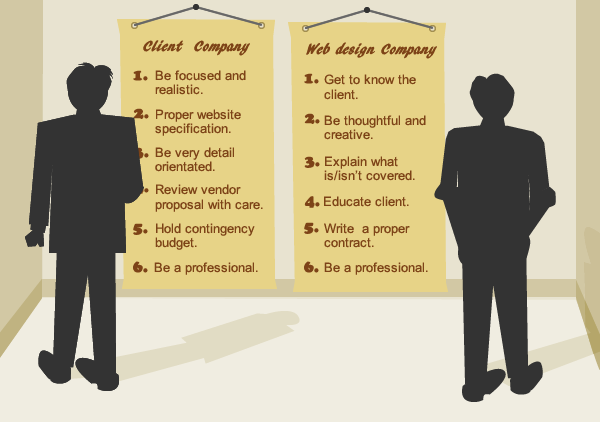 Client Company
1. Be focused and
realistic.
2. Proper website
specification.
3. Be very detail
orientated.
Review vendor
proposal with care.
5. Hold contingency
budget.
6. Be a professional.
Web design Company
1. Get to know the
client.
2. Be thoughtful and
creative.
3. Explain what
is/isn't covered.
4. Educate client.
5. Write a proper
contract.
6. Be a professional.